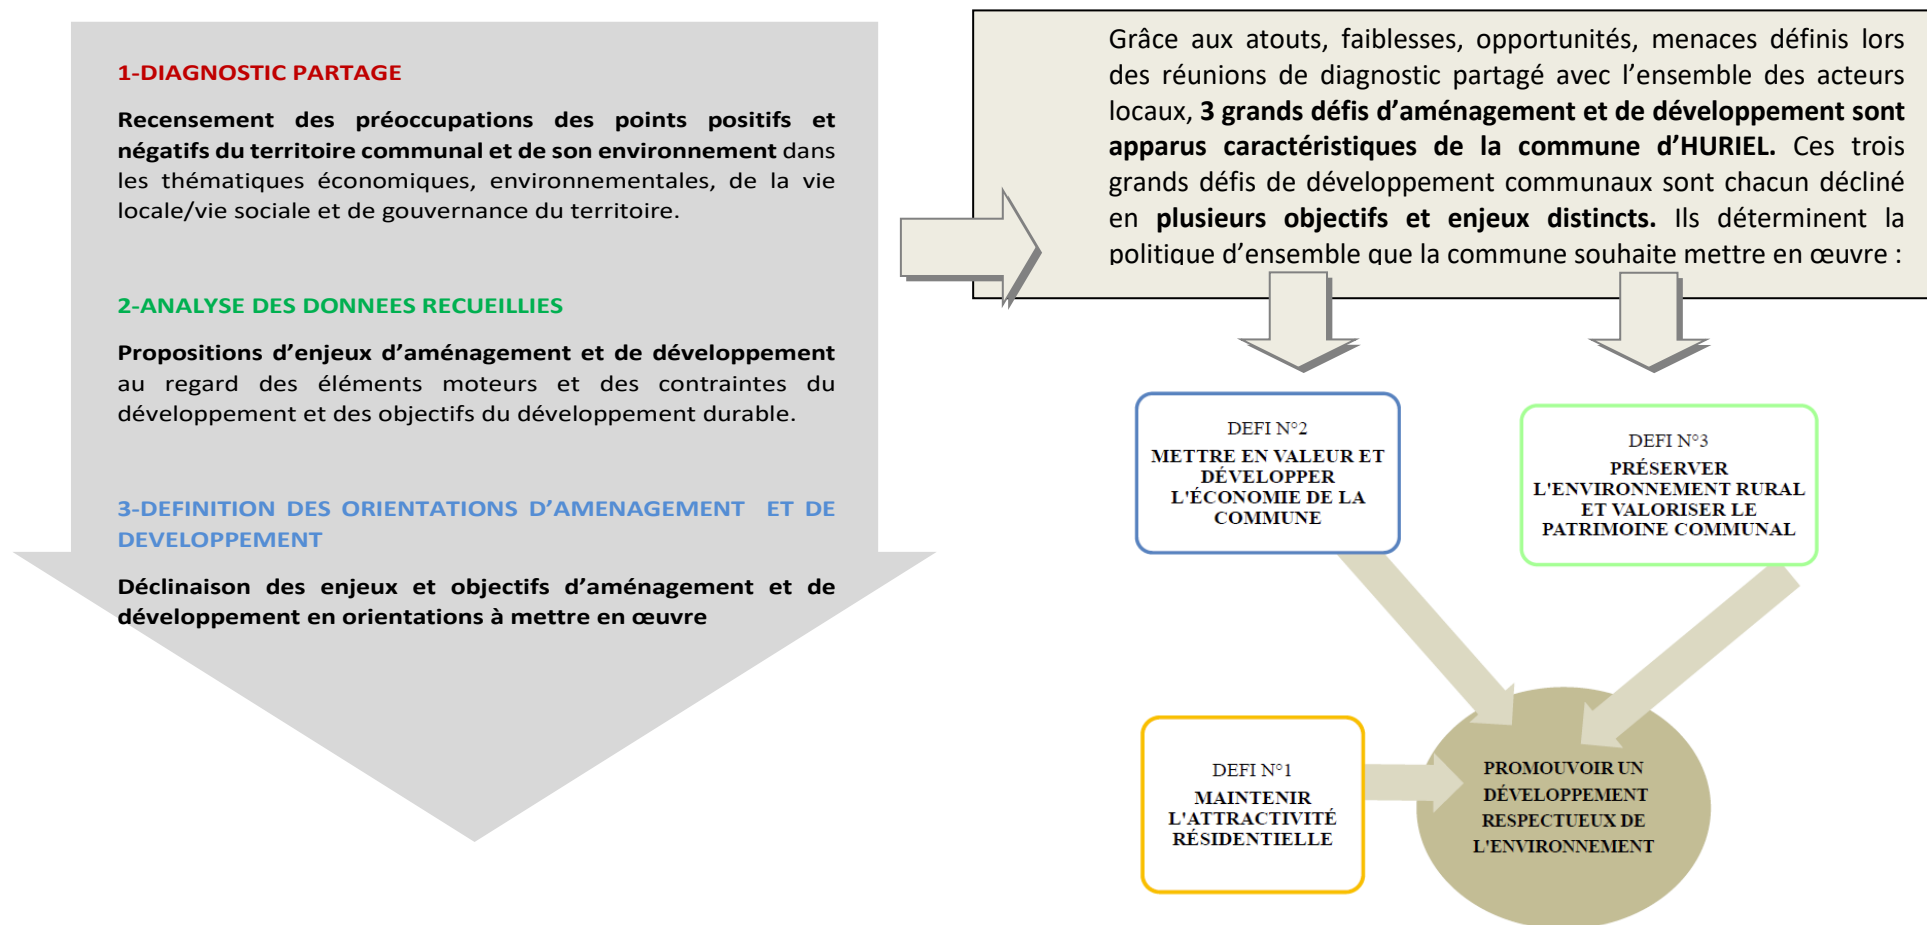 1-DIAGNOSTIC PARTAGE
Recensement des préoccupations des points positifs et
négatifs du territoire communal et de son environnement dans
les thématiques économiques, environnementales, de la vie
locale/vie sociale et de gouvernance du territoire.
2-ANALYSE DES DONNEES RECUEILLIES
Propositions d’enjeux d’aménagement et de développement
au regard des éléments moteurs et des contraintes du
développement et des objectifs du développement durable.
3-DEFINITION DES ORIENTATIONS D’AMENAGEMENT ET DE
DEVELOPPEMENT
Déclinaison des enjeux et objectifs d’aménagement et de
développement en orientations à mettre en œuvre
Grâce aux atouts, faiblesses, opportunités, menaces définis lors
des réunions de diagnostic partagé avec l’ensemble des acteurs
locaux, 3 grands défis d’aménagement et de développement sont
apparus caractéristiques de la commune d’HURIEL. Ces trois
grands défis de développement communaux sont chacun décliné
en plusieurs objectifs et enjeux distincts. Ils déterminent la
politique d’ensemble que la commune souhaite mettre en œuvre :
DEFI N°2
METTRE EN VALEUR ET
DÉVELOPPER
L'ÉCONOMIE DE LA
COMMUNE
DEFI N°3
PRÉSERVER
L'ENVIRONNEMENT RURAL
ET VALORISER LE
PATRIMOINE COMMUNAL
DEFI N°1
MAINTENIR
L'ATTRACTIVITÉ
RÉSIDENTIELLE
PROMOUVOIR UN
DÉVELOPPEMENT
RESPECTUEUX DE
L'ENVIRONNEMENT